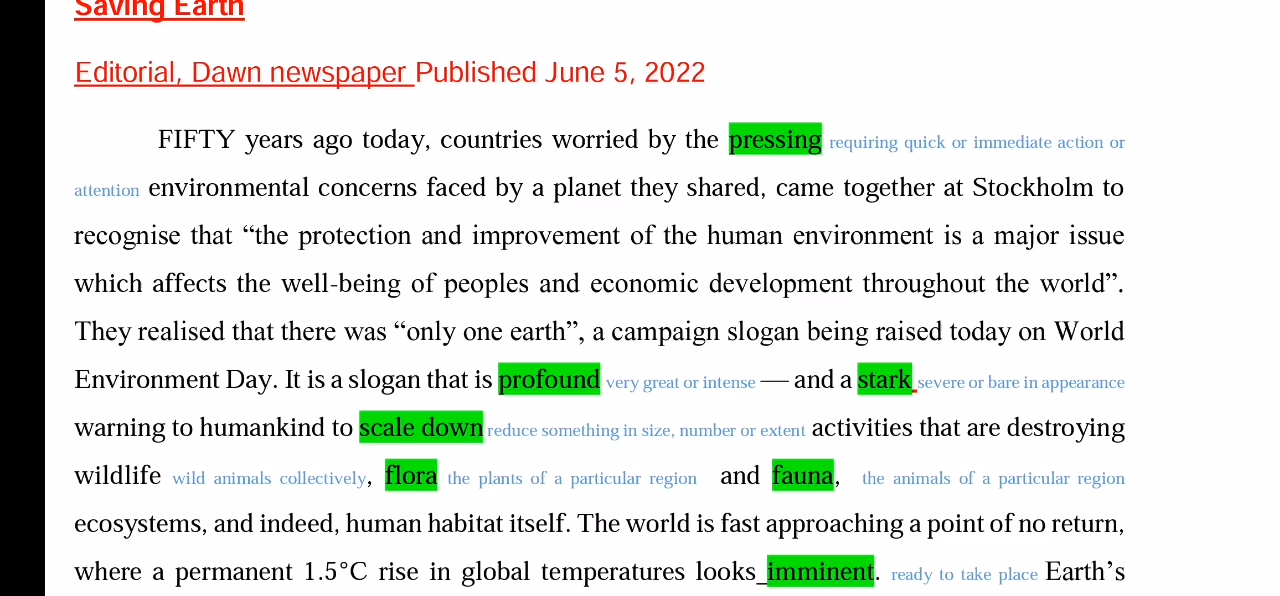 Saving Earth
Editorial, Dawn newspaper Published June 5, 2022
FIFTY years ago today, countries worried by the pressing requiring quick or immediate action or
attention environmental concerns faced by a planet they shared, came together at Stockholm to
recognise that “the protection and improvement of the human environment is a major issue
which affects the well-being of peoples and economic development throughout the world”.
They realised that there was “only one earth”, a campaign slogan being raised today on World
Environment Day. It is a slogan that is profound very great or intense — and a stark severe or bare in appearance
warning to humankind to scale down reduce something in size, number or extent activities that are destroying
wildlife wild animals collectively, flora the plants of a particular region and fauna, the animals of a particular region
ecosystems, and indeed, human habitat itself. The world is fast approaching a point of no return,
where a permanent 1.5°C rise in global temperatures looks imminent. ready to take place Earth’s